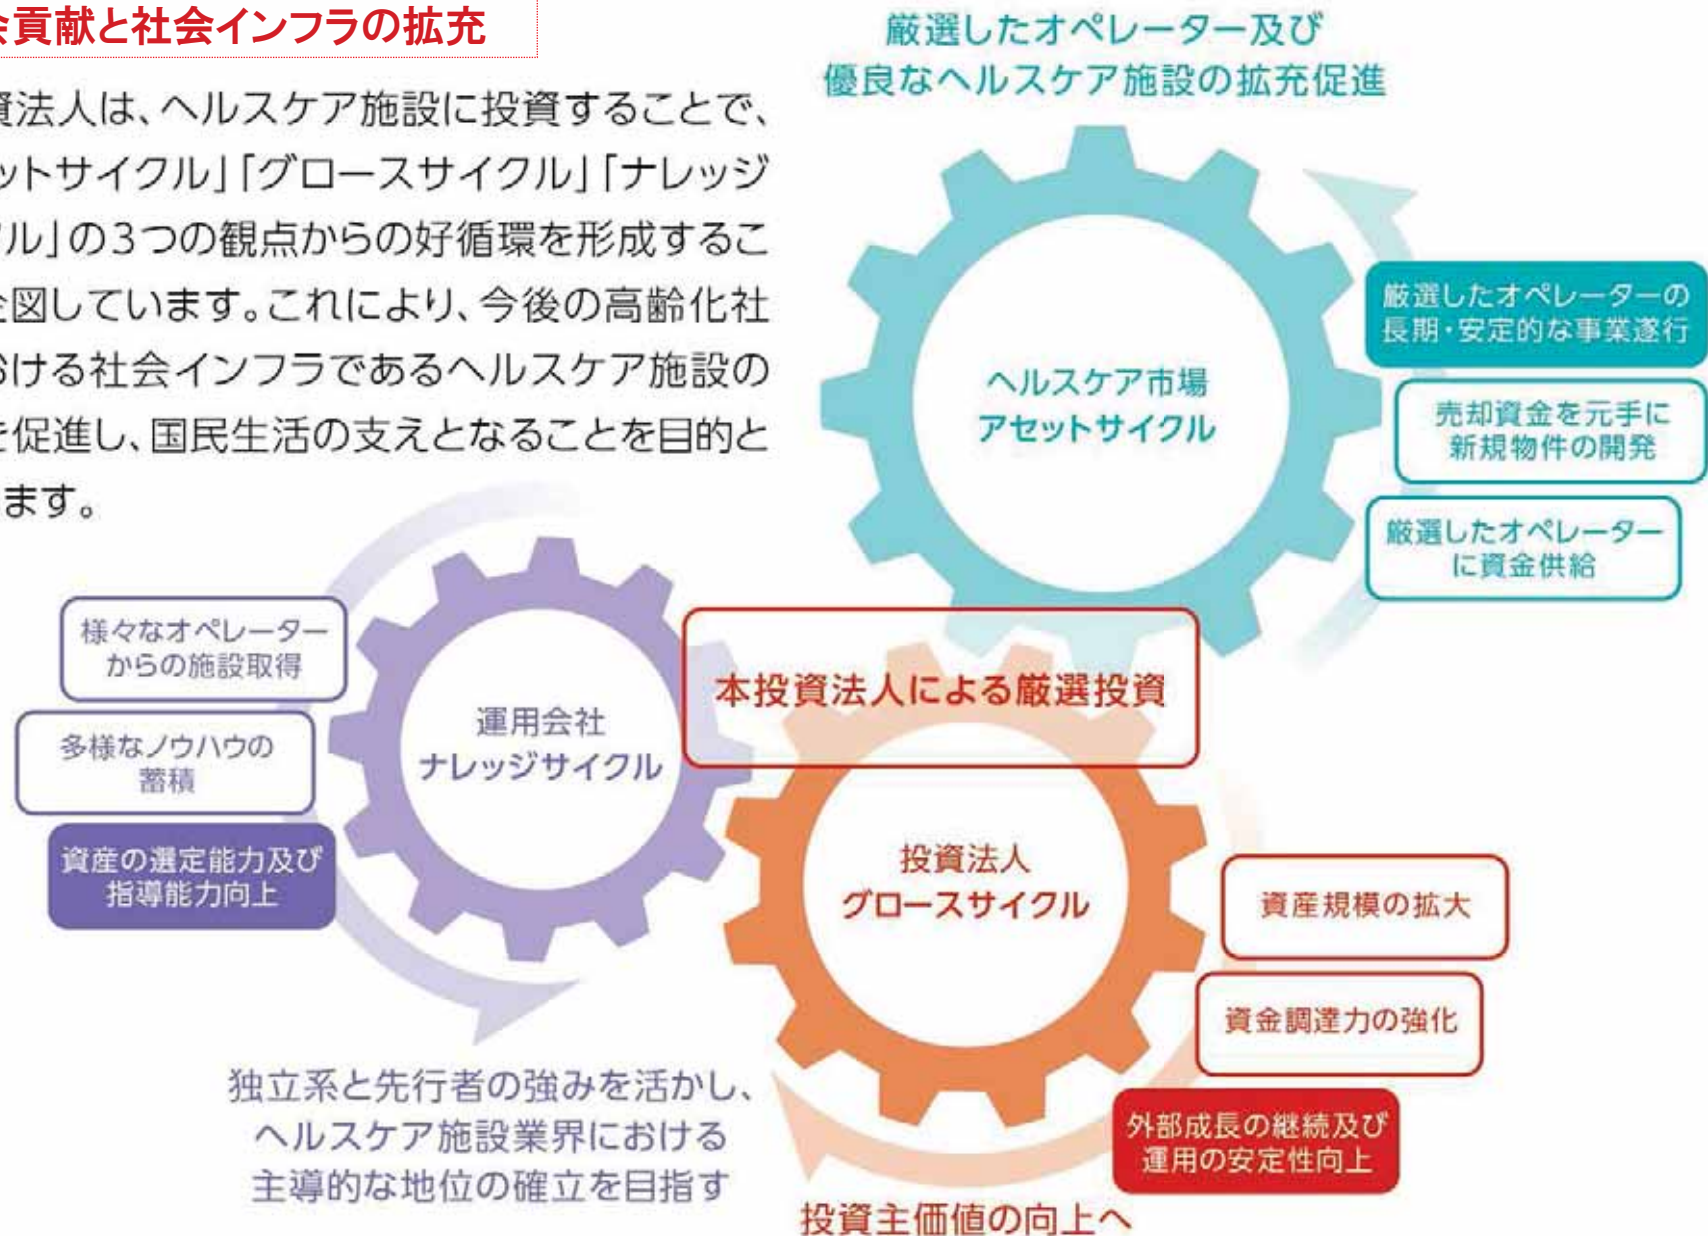 会貢献と社会インフラの拡充
資法人は、ヘルスケア施設に投資することで、
ットサイクル」「グロースサイクル」「ナレッジ
ル」の3つの観点からの好循環を形成するこ
図しています。これにより、今後の高齢化社
おける社会インフラであるヘルスケア施設の
を促進し、国民生活の支えとなることを目的と
ます。
厳選したオペレーター及び
優良なヘルスケア施設の拡充促進
ヘルスケア市場
アセットサイクル
厳選したオペレーターの
長期・安定的な事業遂行
売却資金を元手に
新規物件の開発
厳選したオペレーター
に資金供給
本投資法人による厳選投資
様々なオペレーター
からの施設取得
多様なノウハウの
蓄積
資産の選定能力及び
指導能力向上
運用会社
ナレッジサイクル
独立系と先行者の強みを活かし、
ヘルスケア施設業界における
主導的な地位の確立を目指す
投資法人
グロースサイクル
資産規模の拡大
資金調達力の強化
外部成長の継続及び
運用の安定性向上
投資主価値の向上へ